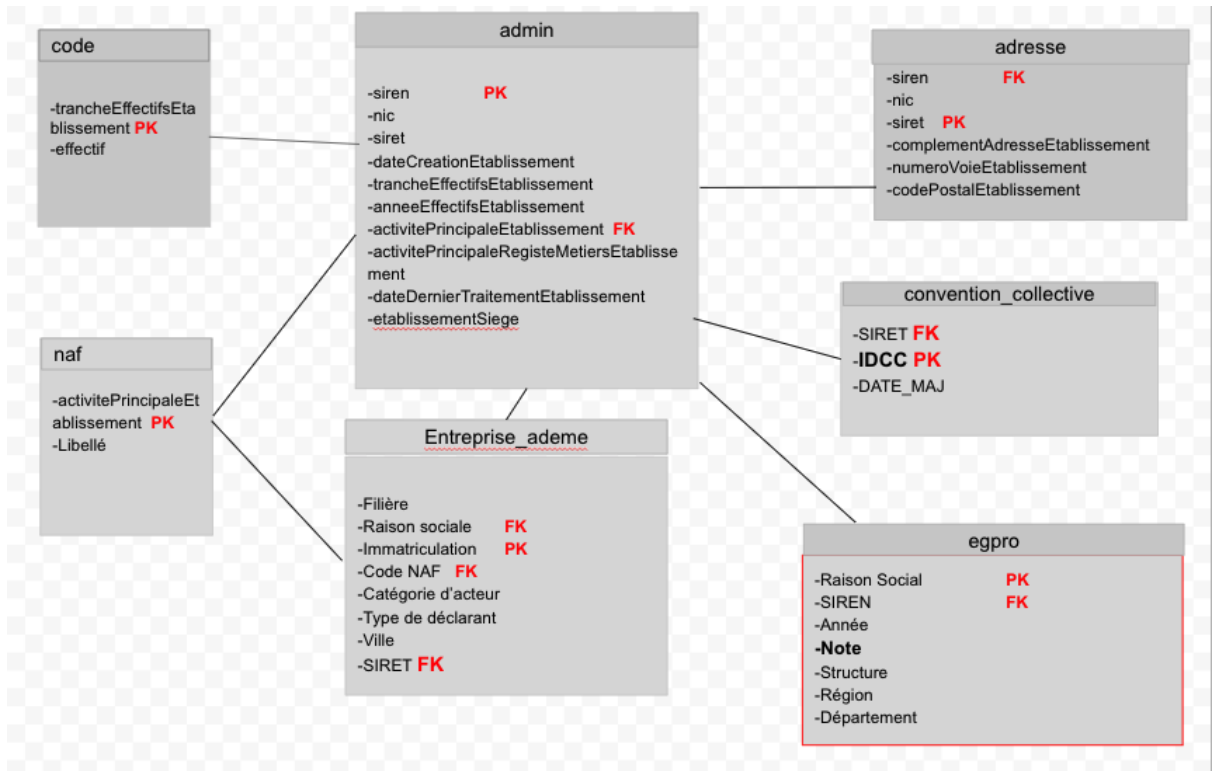 code
-trancheEffectifsEta
blissement PK
-effectif
admin
-siren PK
-nic
-siret
-dateCreationEtablissement
-trancheEffectifsEtablissement
-anneeEffectifsEtablissement
-activitePrincipaleEtablissement FK
-activitePrincipaleRegisteMetiersEtablisse
ment
-dateDernierTraitementEtablissement
-etablissementSiege
adresse
-siren FK
-nic
-siret PK
-complementAdresseEtablissement
-numeroVoieEtablissement
-codePostalEtablissement
convention_collective
-SIRET FK
-IDCC PK
-DATE_MAJ
naf
-activitePrincipaleEt
ablissement PK
-Libellé
Entreprise_ademe
-Filière
-Raison sociale FK
-Immatriculation PK
-Code NAF FK
-Catégorie d'acteur
-Type de déclarant
-Ville
-SIRET FK
egpro
-Raison Social PK
-SIREN FK
-Année
-Note
-Structure
-Région
-Département